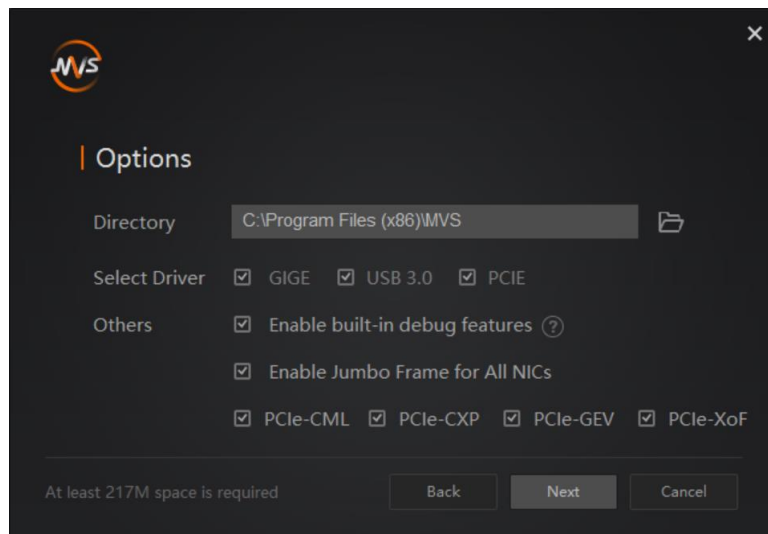 MVS
Options
Directory C:\Program Files (x86)\MVS
Select Driver GIGE USB 3.0 PCIE
Others Enable built-in debug features ?
Enable Jumbo Frame for All NICs
PCIe-CML PCIe-CXP PCIe-GEV PCIe-XoF
At least 217M space is required Back Next Cancel